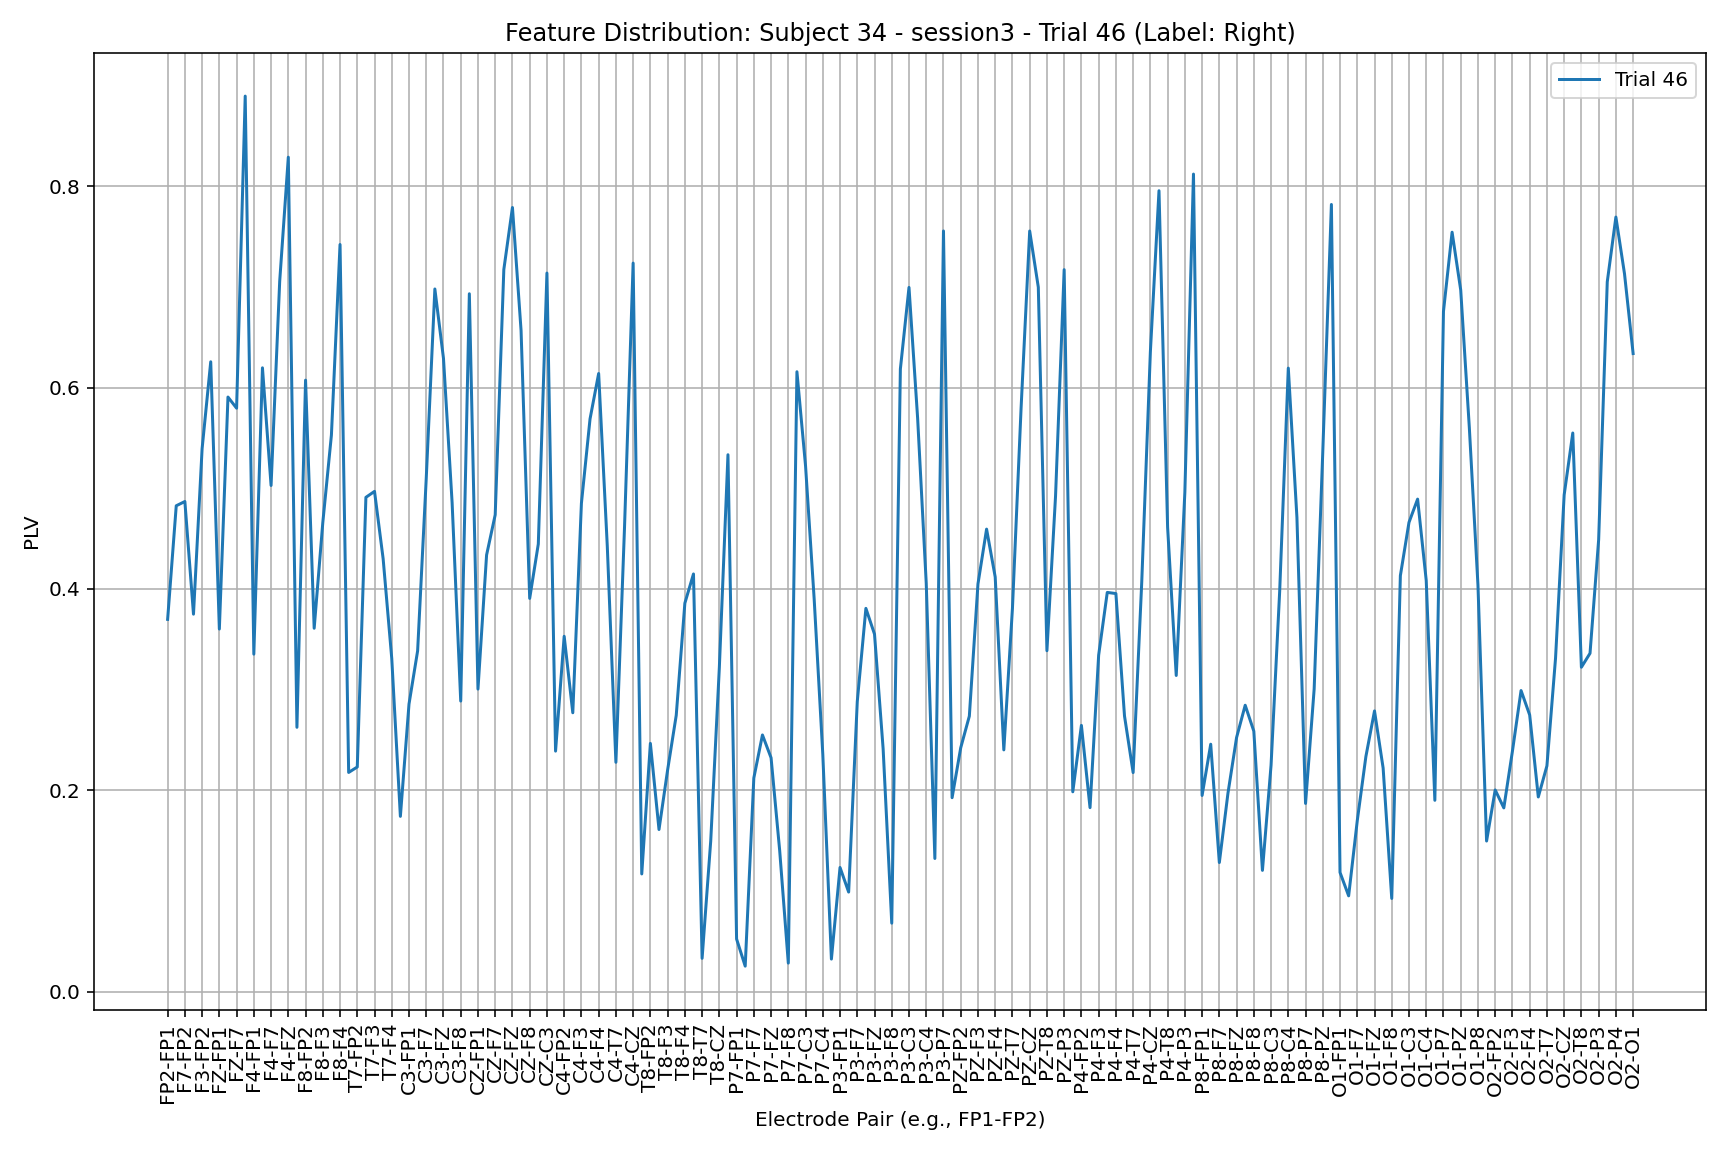 Feature Distribution: Subject 34 - session3 - Trial 46 (Label: Right)
Trial 46
PLV
0.8
0.6
0.4
0.2
0.0
FP2-FP1
F7-FP2
F3-FP2
FZ-FP1
FZ-F7
F4-FP1
F4-F7
F4-FZ
F8-FP2
F8-F3
F8-F4
T7-FP2
T7-F3
T7-F4
C3-FP1
C3-F7
C3-FZ
C3-F8
CZ-FP1
CZ-F7
CZ-FZ
CZ-F8
CZ-C3
C4-FP2
C4-F3
C4-F4
C4-T7
C4-CZ
T8-FP2
T8-F3
T8-F4
T8-T7
T8-CZ
P7-FP1
P7-F7
P7-FZ
P7-F8
P7-C3
P7-C4
P3-FP1
P3-F7
P3-FZ
P3-F8
P3-C3
P3-C4
P3-P7
PZ-FP2
PZ-F3
PZ-F4
PZ-T7
PZ-CZ
PZ-T8
PZ-P3
P4-FP2
P4-F3
P4-F4
P4-T7
P4-CZ
P4-T8
P4-P3
P8-FP1
P8-F7
P8-FZ
P8-F8
P8-C3
P8-C4
P8-P7
P8-PZ
O1-FP1
O1-F7
O1-FZ
O1-F8
O1-C3
O1-C4
O1-P7
O1-PZ
O1-P8
O2-FP2
O2-F3
O2-F4
O2-T7
O2-CZ
O2-T8
O2-P3
O2-P4
O2-O1
Electrode Pair (e.g., FP1-FP2)